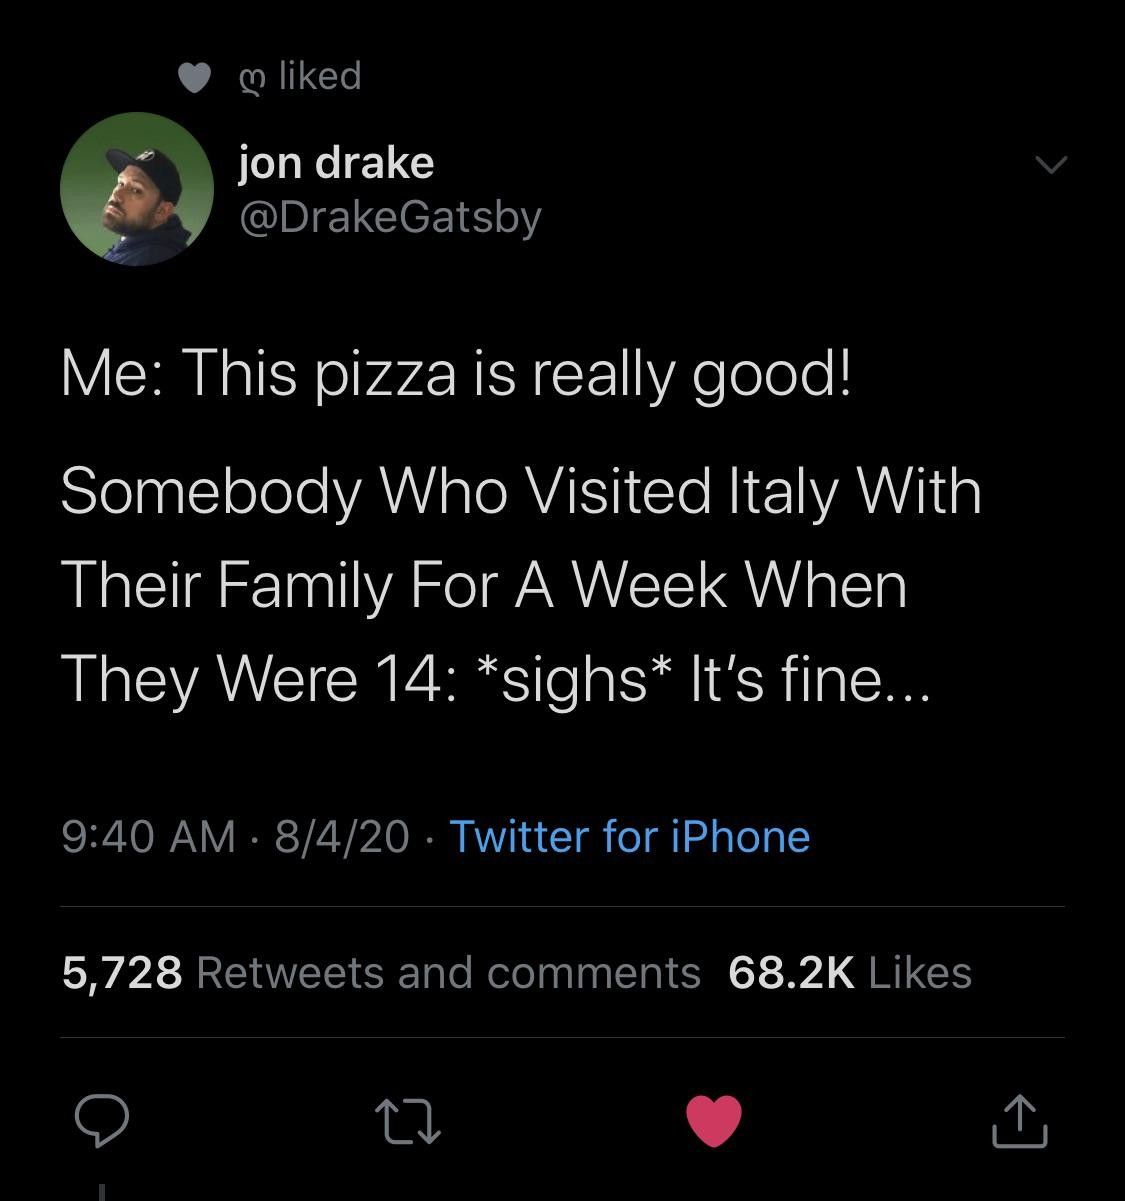 ღ liked
jon drake
@DrakeGatsby
Me: This pizza is really good!
Somebody Who Visited Italy With
Their Family For A Week When
They Were 14: *sighs* It's fine...
9:40 AM · 8/4/20 · Twitter for iPhone
5,728 Retweets and comments 68.2K Likes